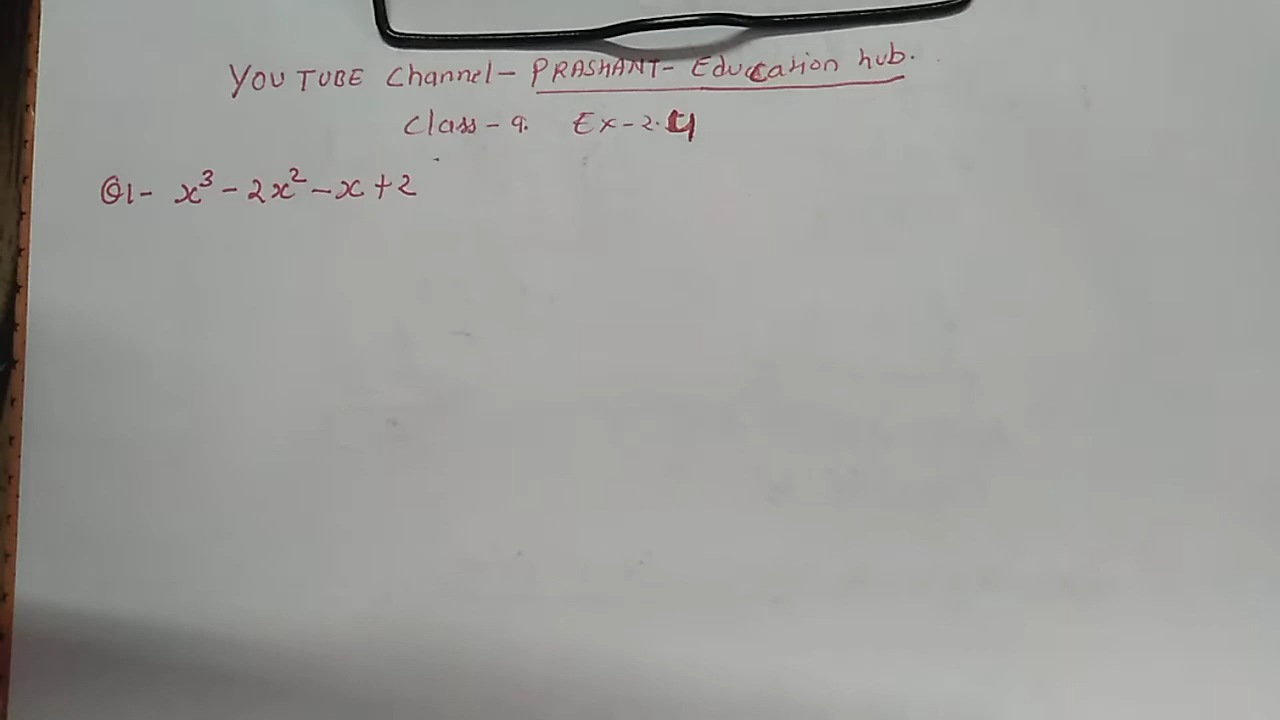 YOU TUBE Channel - PRASHANT - Education hub.
Class - 9. Ex - 2.4
Q1- x³ - 2x² - x + 2